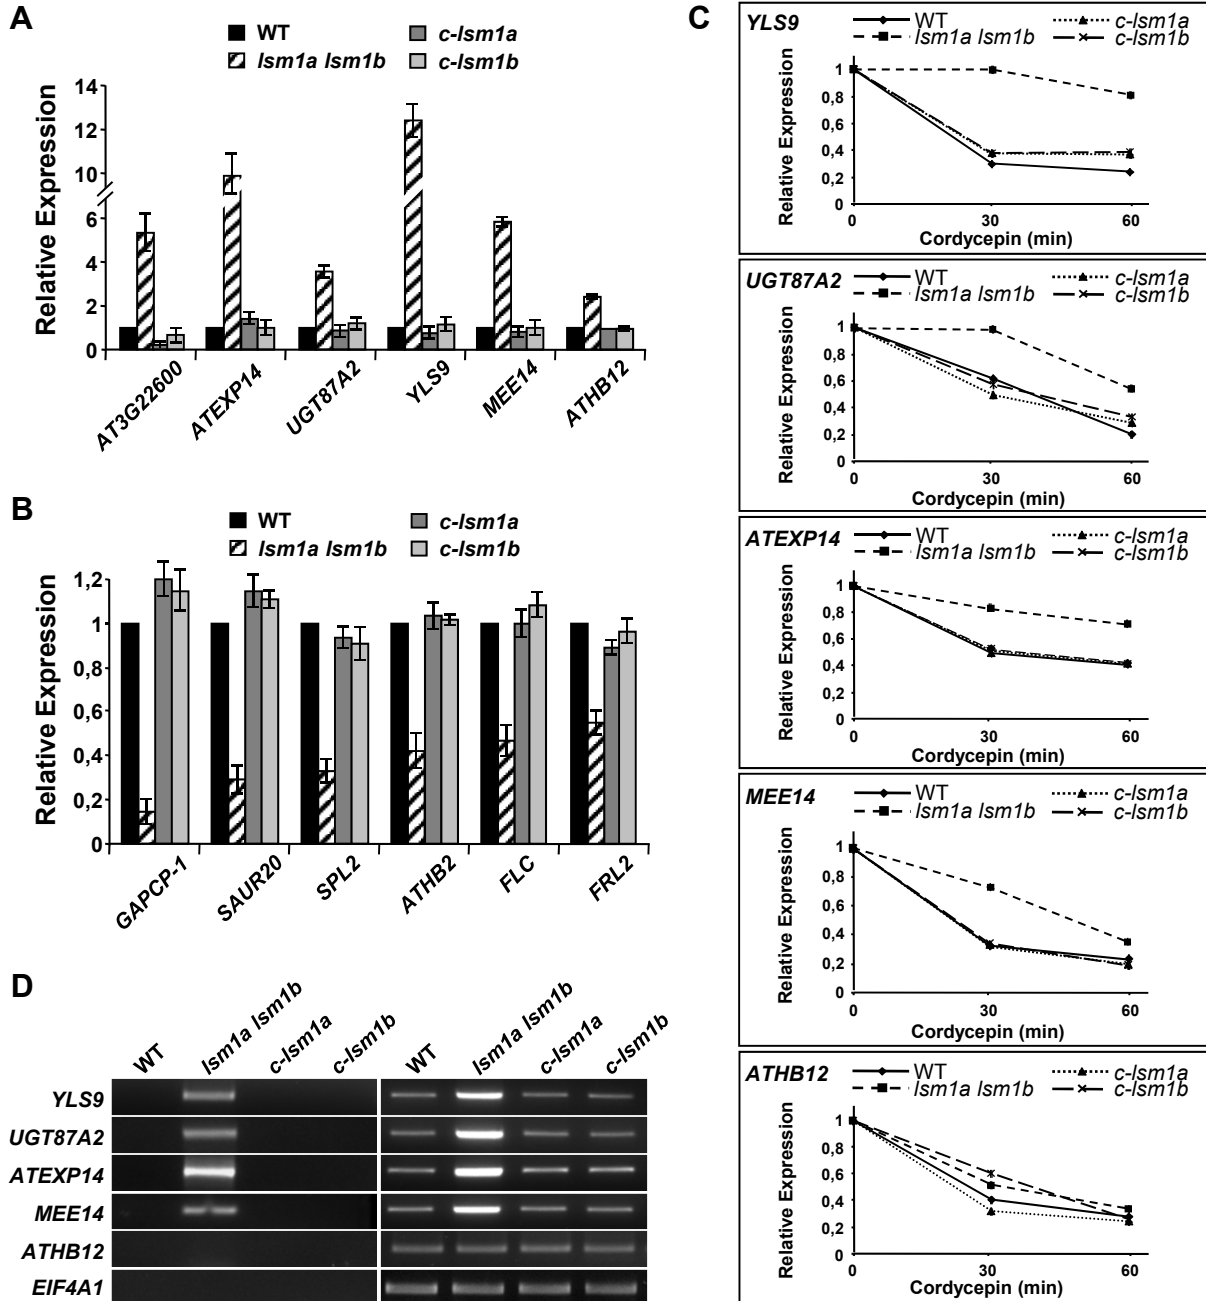 A
WT
lsm1a lsm1b
c-lsm1a
c-lsm1b
Relative Expression
14
12
10
6
4
2
0
AT3G22600
ATEXP14
UGT87A2
YLS9
MEE14
ATHB12
B
WT
lsm1a lsm1b
c-lsm1a
c-lsm1b
Relative Expression
1,2
1
0,8
0,6
0,4
0,2
0
GAPCP-1
SAUR20
SPL2
ATHB2
FLC
FRL2
C
YLS9
WT
lsm1a lsm1b
c-lsm1a
c-lsm1b
Relative Expression
1
0,8
0,6
0,4
0,2
0
0 30 60
Cordycepin (min)
UGT87A2
WT
lsm1a lsm1b
c-lsm1a
c-lsm1b
Relative Expression
1
0,8
0,6
0,4
0,2
0
0 30 60
Cordycepin (min)
ATEXP14
WT
lsm1a lsm1b
c-lsm1a
c-lsm1b
Relative Expression
1
0,8
0,6
0,4
0,2
0
0 30 60
Cordycepin (min)
MEE14
WT
lsm1a lsm1b
c-lsm1a
c-lsm1b
Relative Expression
1
0,8
0,6
0,4
0,2
0
0 30 60
Cordycepin (min)
ATHB12
WT
lsm1a lsm1b
c-lsm1a
c-lsm1b
Relative Expression
1
0,8
0,6
0,4
0,2
0
0 30 60
Cordycepin (min)
D
WT lsm1a lsm1b c-lsm1a c-lsm1b WT lsm1a lsm1b c-lsm1a c-lsm1b
YLS9
UGT87A2
ATEXP14
MEE14
ATHB12
EIF4A1